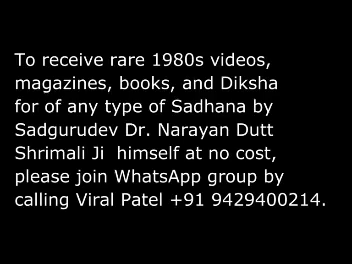 To receive rare 1980s videos,
magazines, books, and Diksha
for of any type of Sadhana by
Sadgurudev Dr. Narayan Dutt
Shrimali Ji  himself at no cost,
please join WhatsApp group by
calling Viral Patel +91 9429400214.